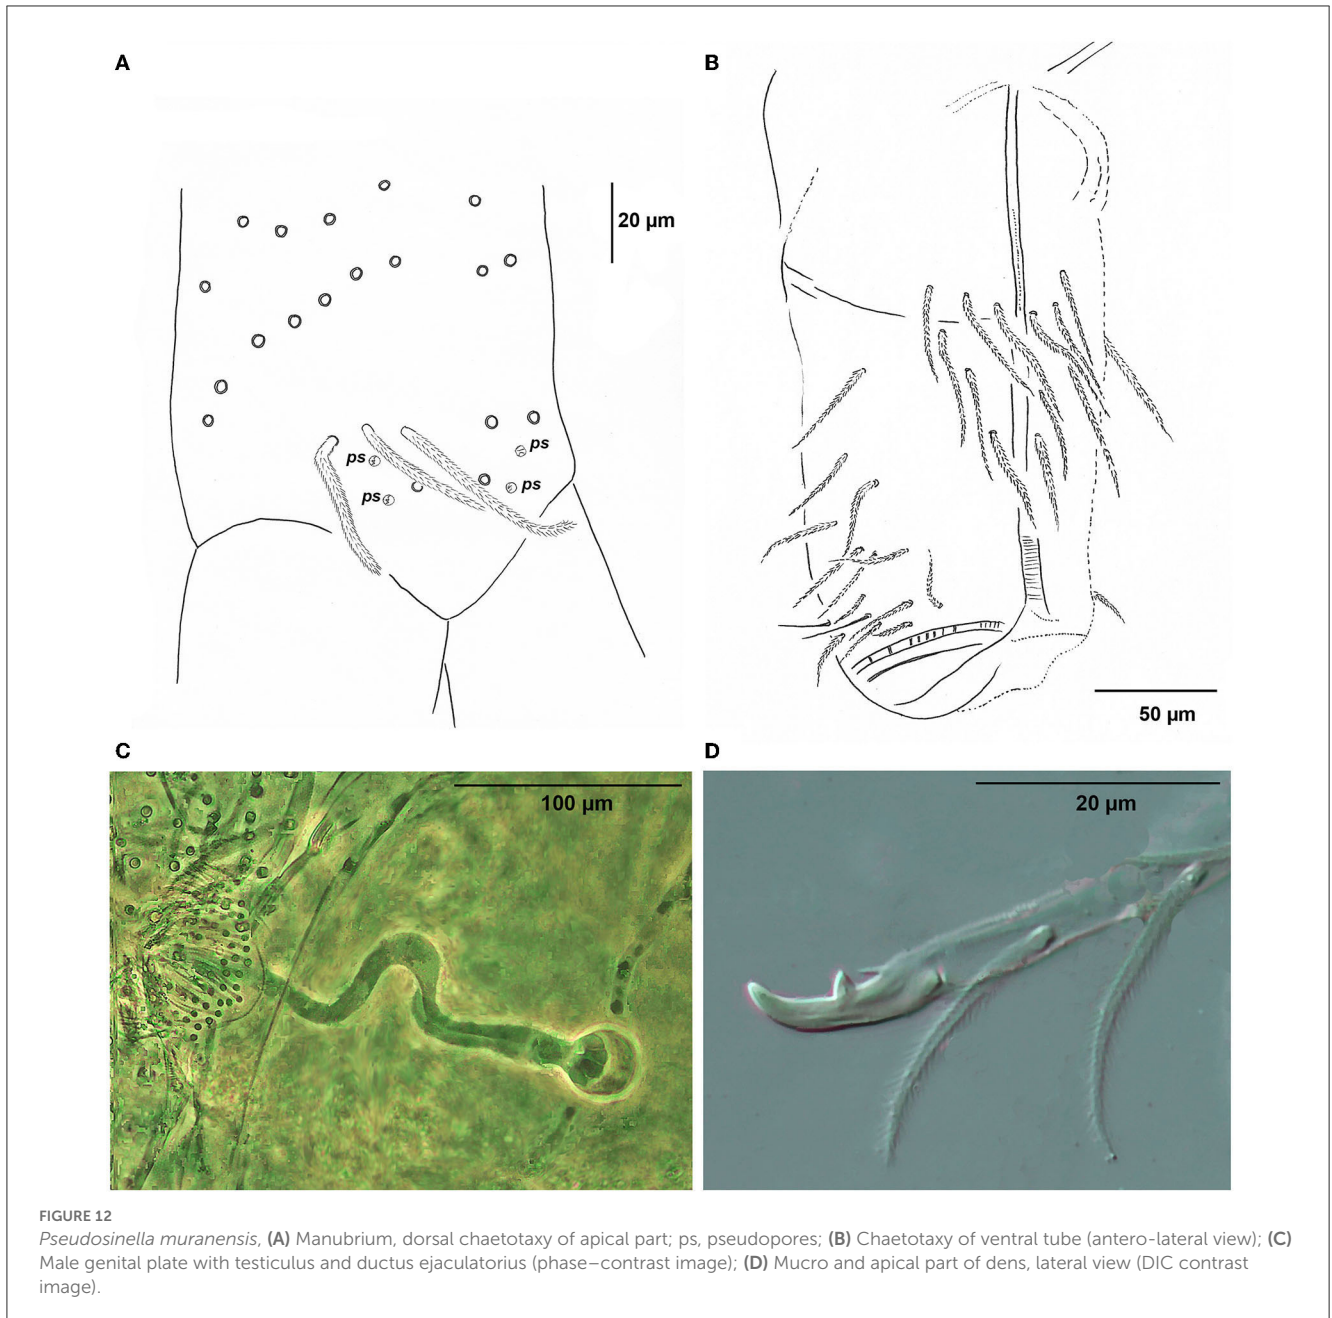 A
B
20 µm
ps
ps
ps
ps
50 µm
C
D
100 µm
20 µm
FIGURE 12
Pseudosinella muranensis, (A) Manubrium, dorsal chaetotaxy of apical part; ps, pseudopores; (B) Chaetotaxy of ventral tube (antero-lateral view); (C)
Male genital plate with testiculus and ductus ejaculatorius (phase–contrast image); (D) Mucro and apical part of dens, lateral view (DIC contrast
image).